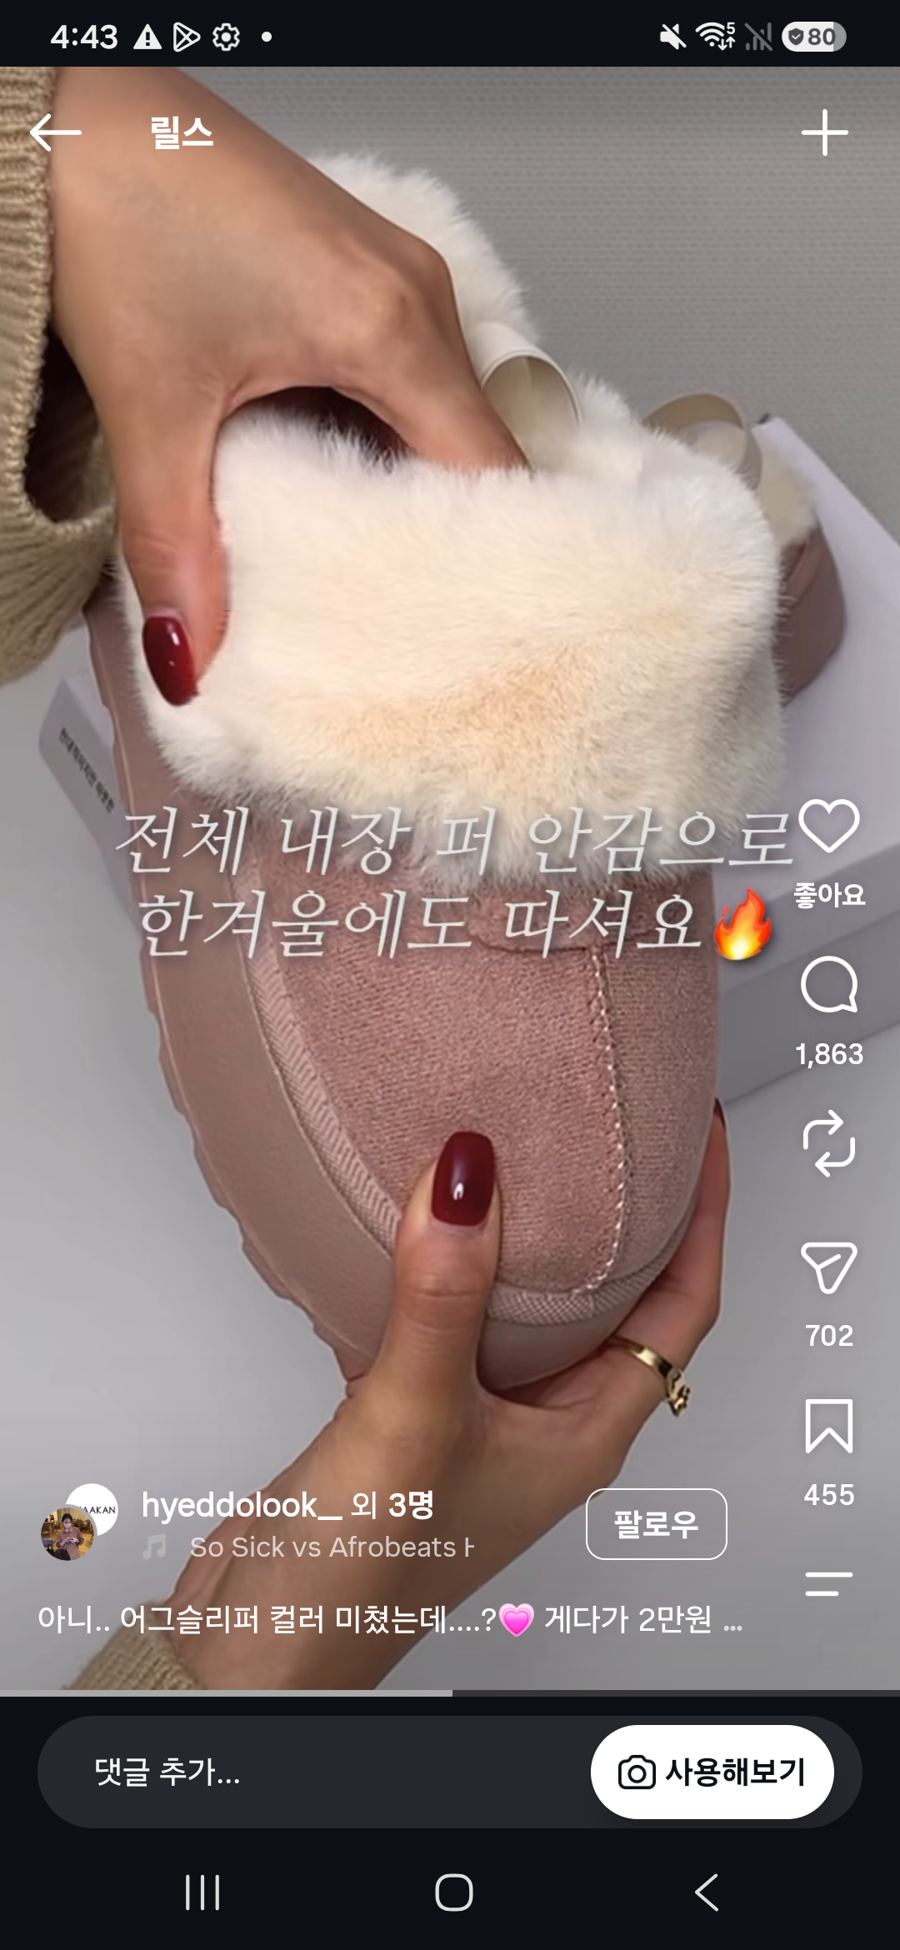 4:43
5
80
릴스
전체 내장 퍼 안감으로
한겨울에도 따셔요🔥
좋아요
1,863
702
455
AKAN
hyeddolook__ 외 3명
So Sick vs Afrobeats
팔로우
아니.. 어그슬리퍼 컬러 미쳤는데....?💗 게다가 2만원 ...
댓글 추가...
사용해보기